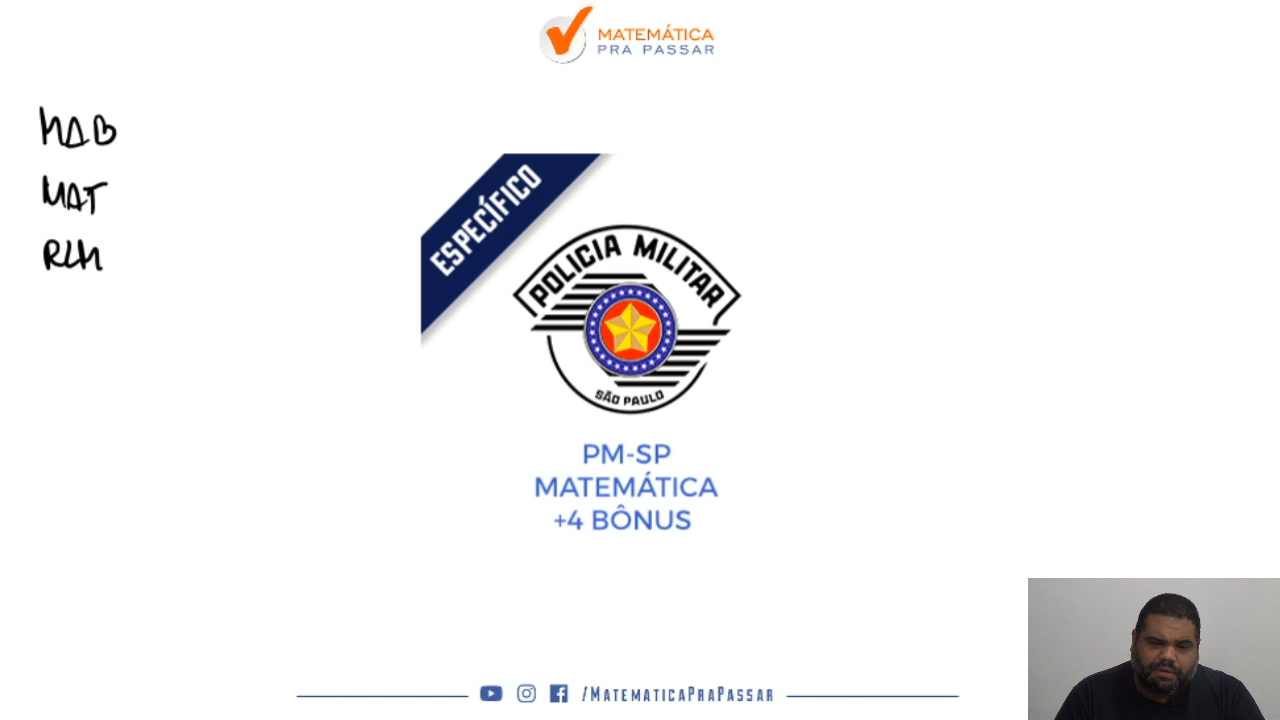 MATEMÁTICA
PRA PASSAR
MAB
MAT
RLM
ESPECÍFICO
POLICIA MILITAR
SÃO PAULO
PM-SP
MATEMÁTICA
+4 BÔNUS
/MATEMATICAPRAPASSAR